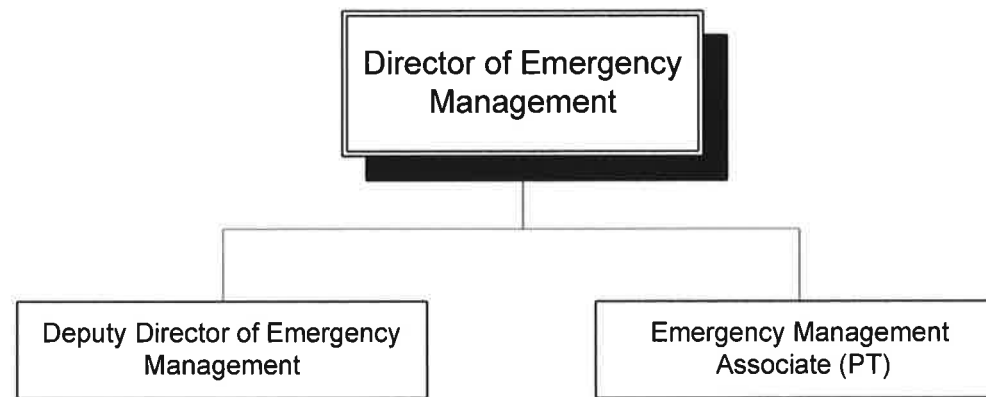 Director of Emergency
Management
Deputy Director of Emergency
Management
Emergency Management
Associate (PT)